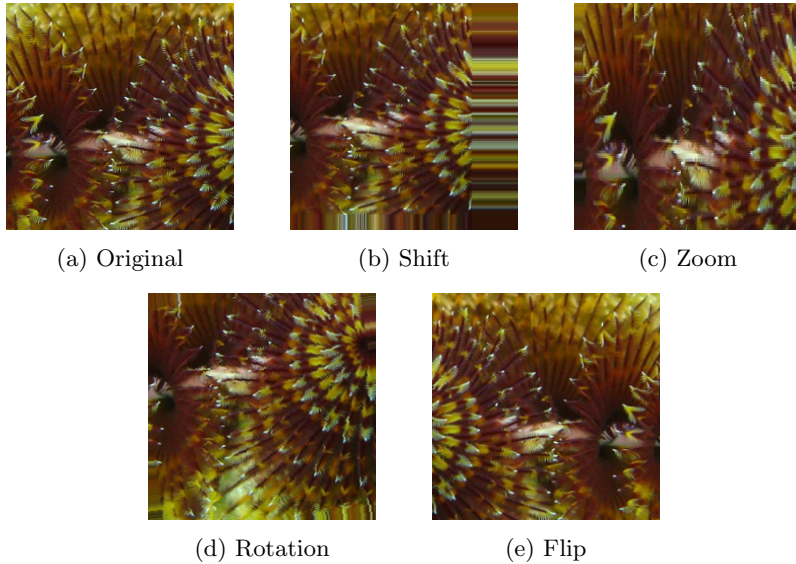 (a) Original
(b) Shift
(c) Zoom
(d) Rotation
(e) Flip